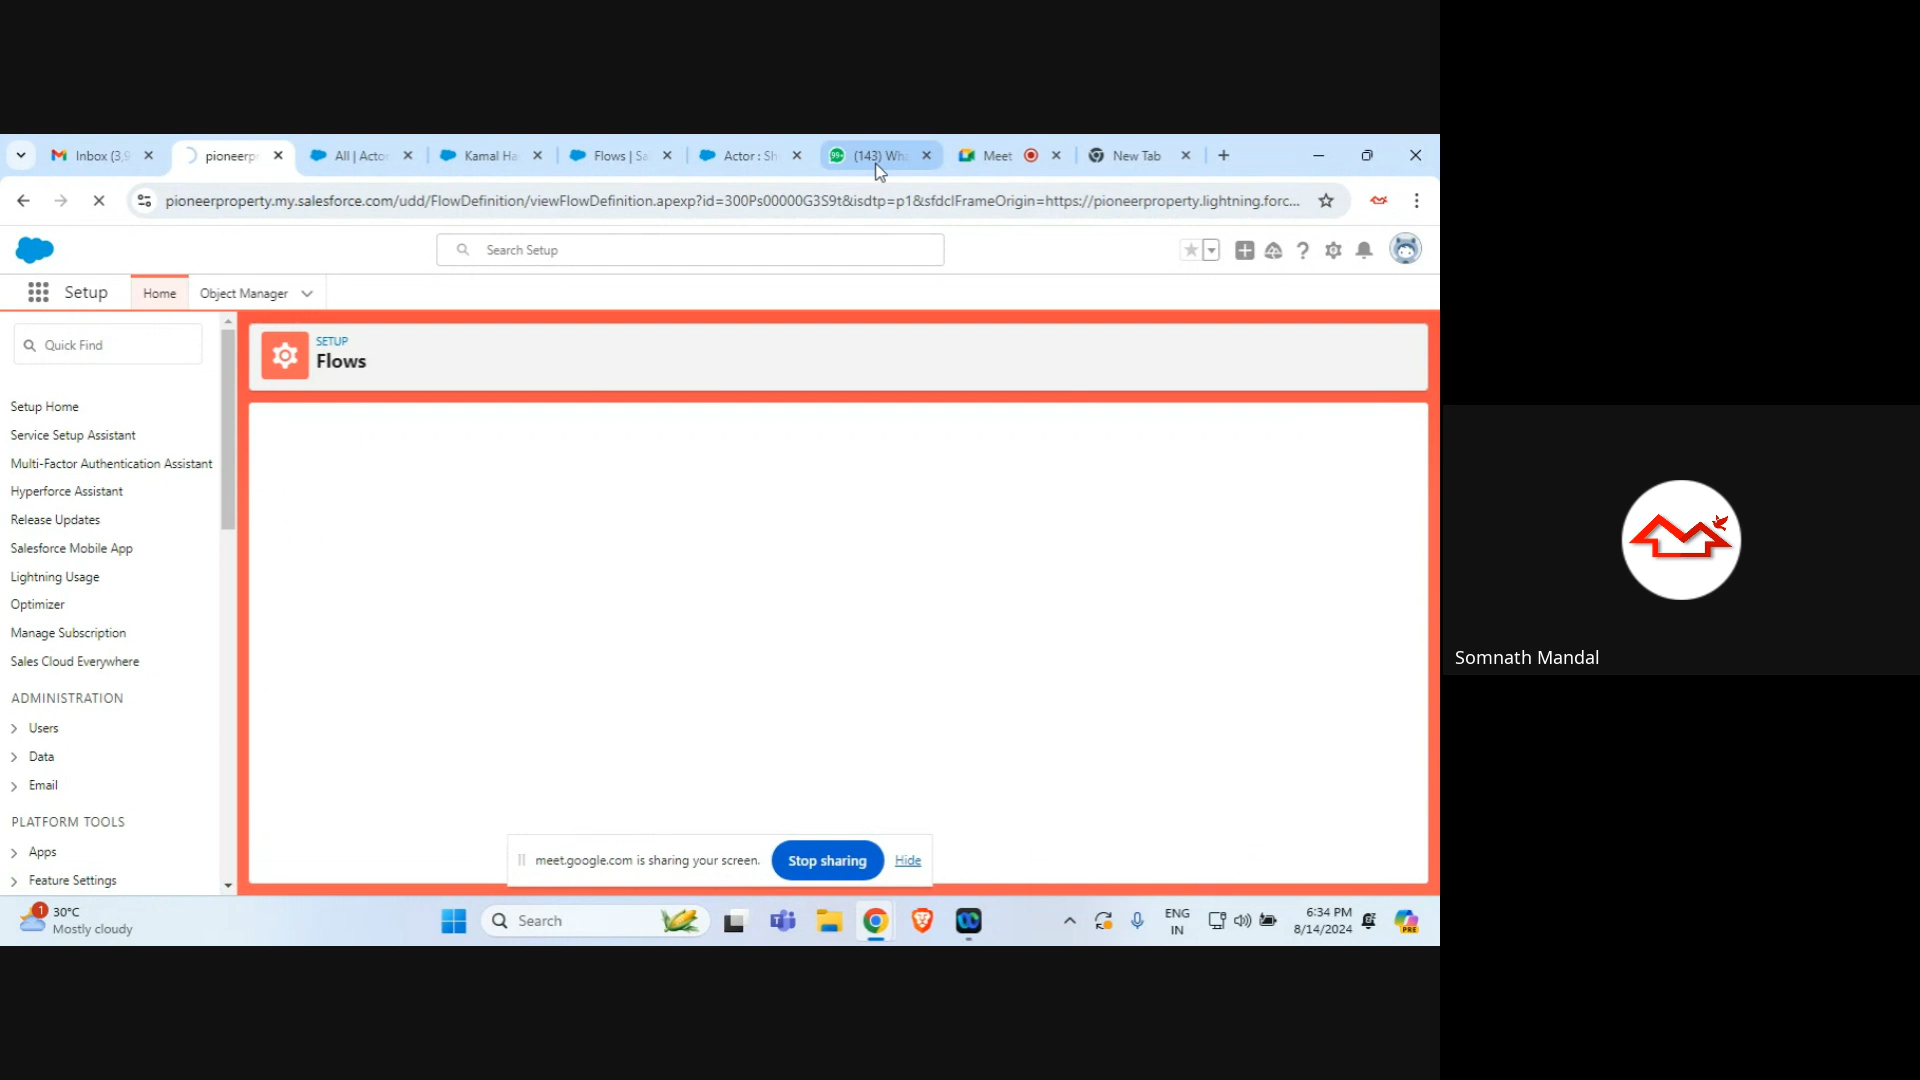 Inbox (3,9
pioneerp
All | Acto
Kamal Ha
Flows | Sa
Actor : Sh
(143) Wh
Meet
New Tab
pioneerproperty.my.salesforce.com/udd/FlowDefinition/viewFlowDefinition.apexp?id=300Ps00000G3S9t&isdtp=p1&sfdcIFrameOrigin=https://pioneerproperty.lightning.forc...
Search Setup
Setup
Home
Object Manager
Quick Find
SETUP
Flows
Setup Home
Service Setup Assistant
Multi-Factor Authentication Assistant
Hyperforce Assistant
Release Updates
Salesforce Mobile App
Lightning Usage
Optimizer
Manage Subscription
Sales Cloud Everywhere
ADMINISTRATION
Users
Data
Email
PLATFORM TOOLS
Apps
Feature Settings
meet.google.com is sharing your screen.
Stop sharing
Hide
Somnath Mandal
1
30°C
Mostly cloudy
Search
ENG
IN
6:34 PM
8/14/2024
PRE